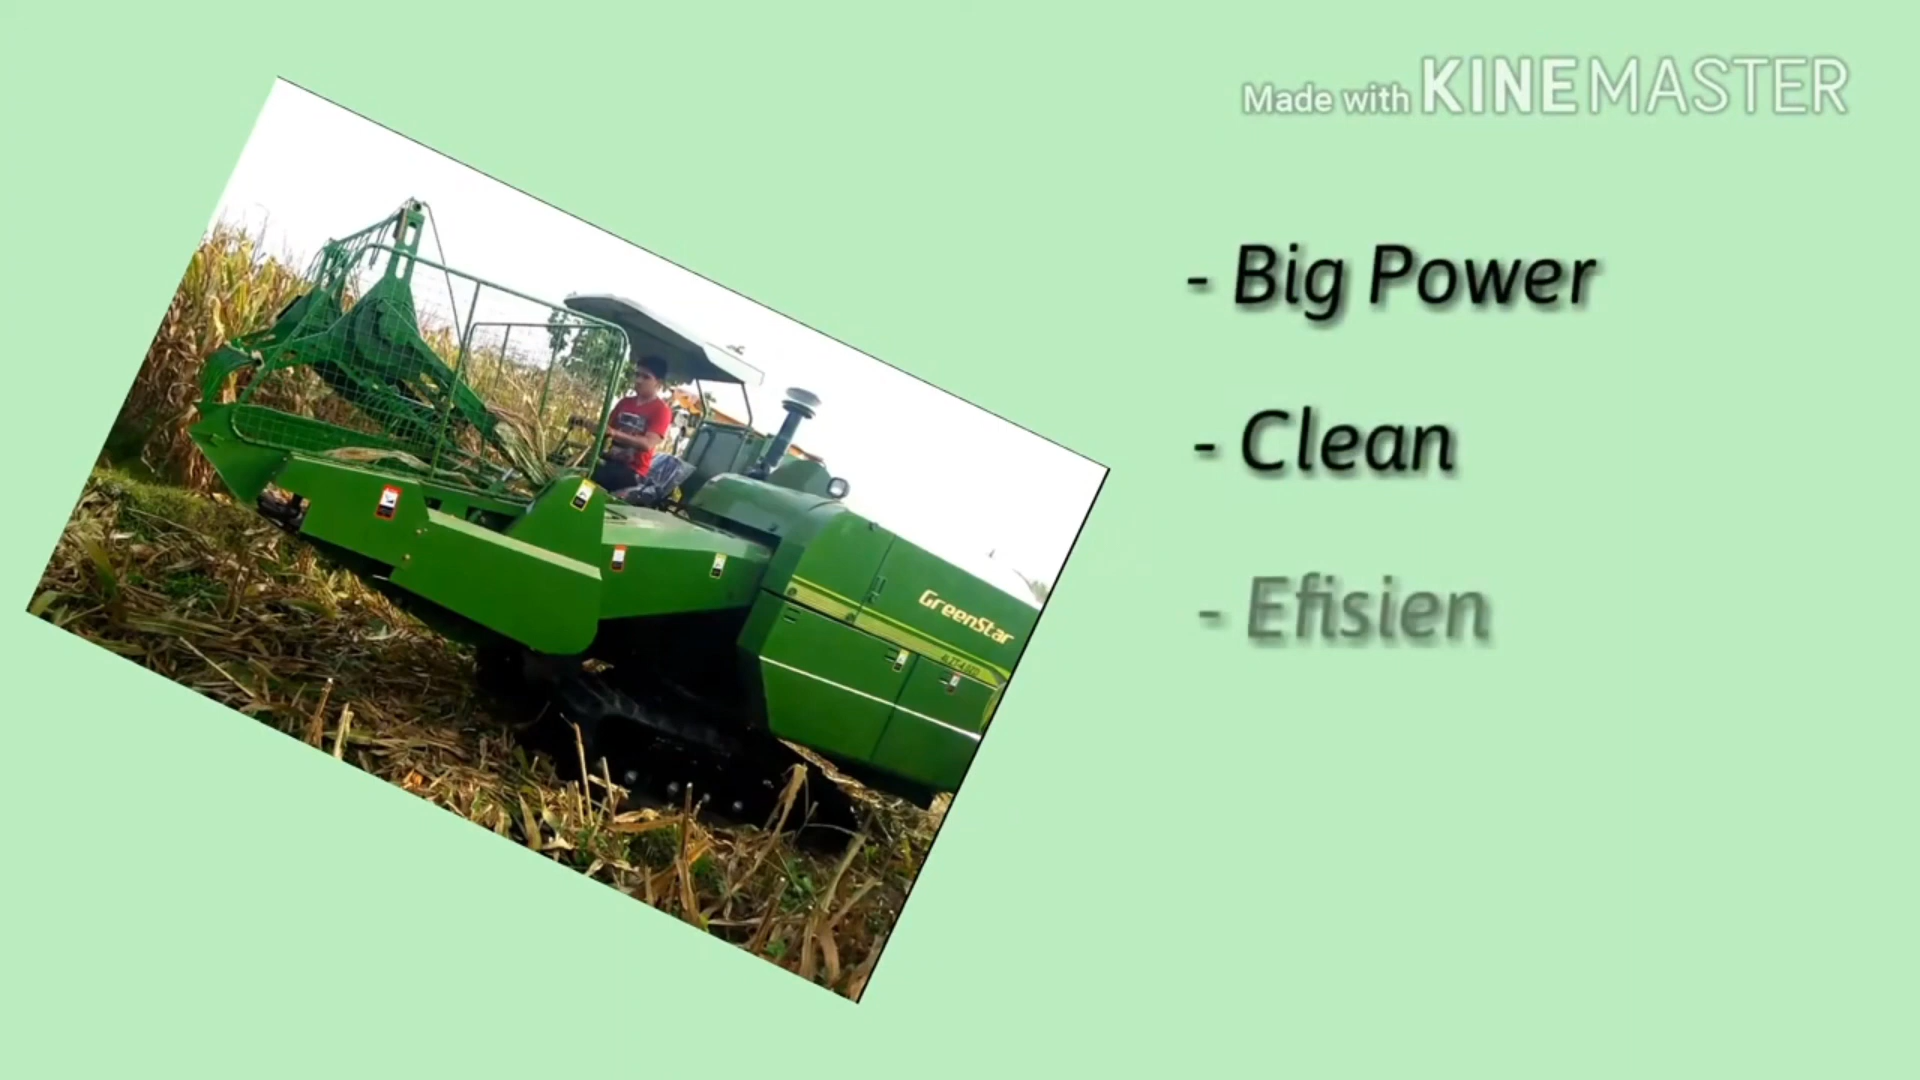 Made with KINEMASTER
- Big Power
- Clean
- Efisien
GreenStar